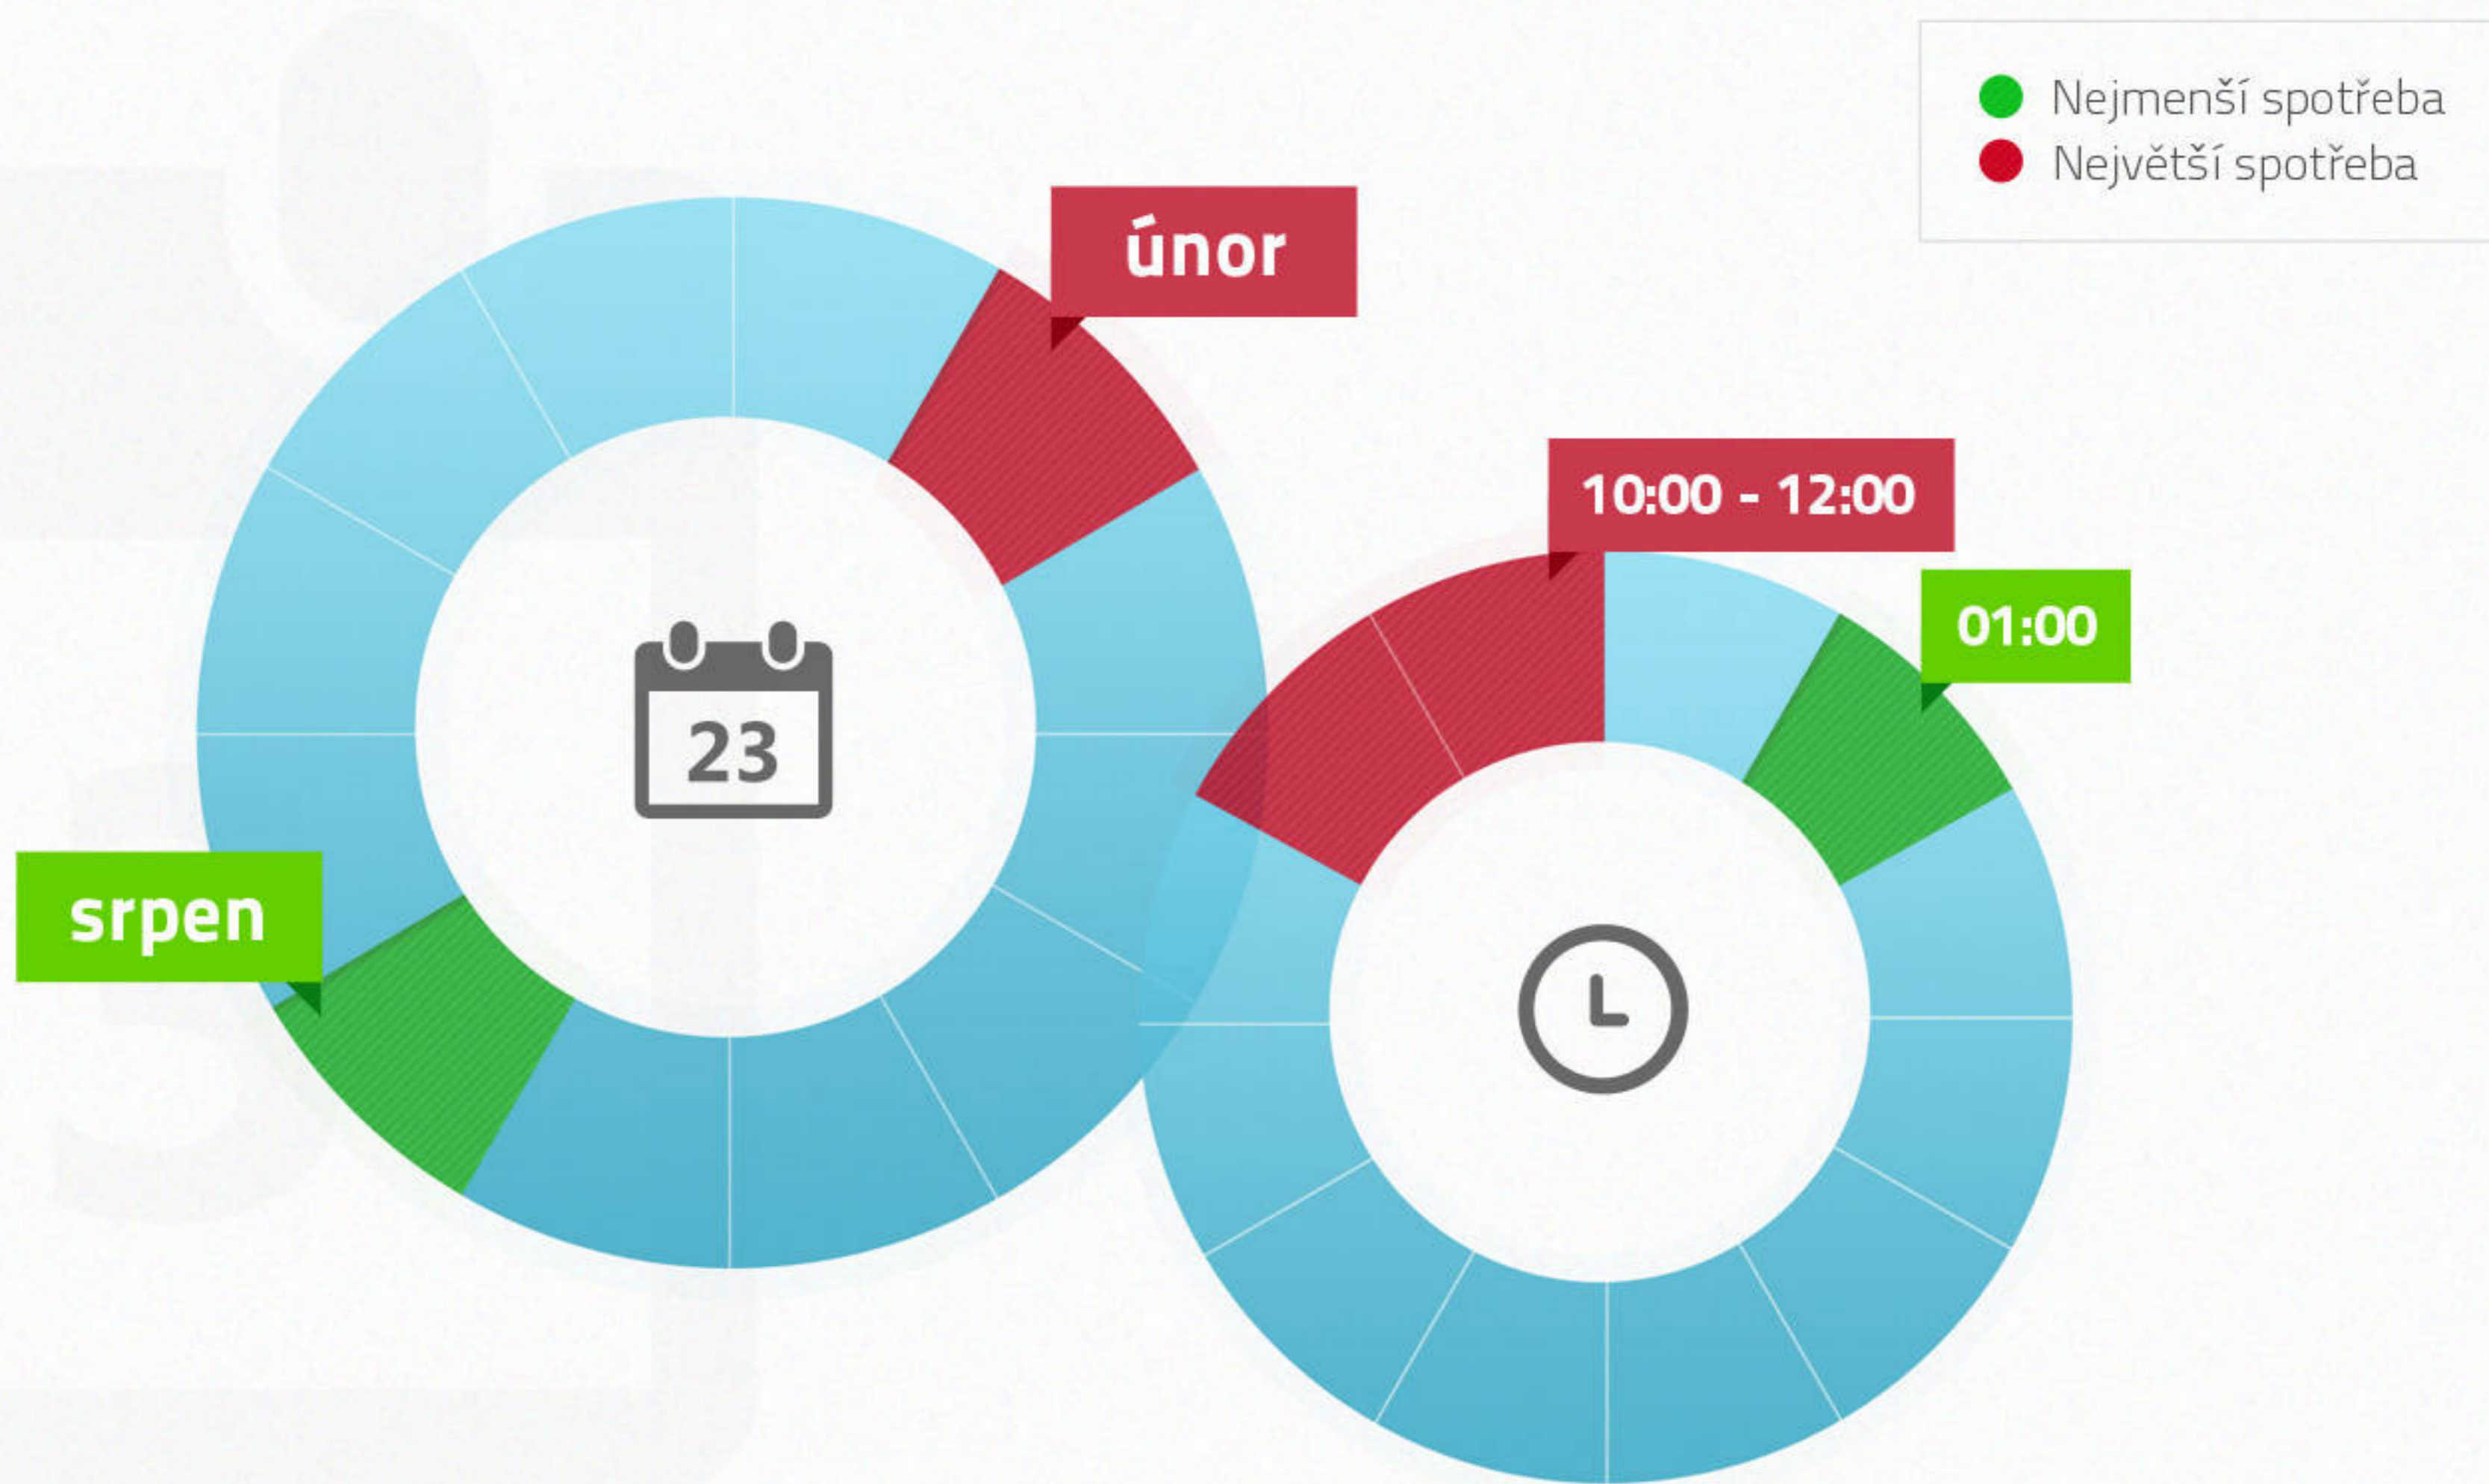 Nejmenší spotřeba
Největší spotřeba
únor
10:00 - 12:00
01:00
23
srpen